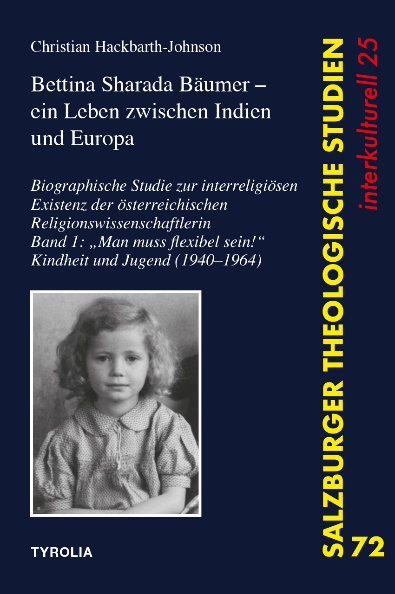 Christian Hackbarth-Johnson
Bettina Sharada Bäumer –
ein Leben zwischen Indien
und Europa
Biographische Studie zur interreligiösen
Existenz der österreichischen
Religionswissenschaftlerin
Band 1: „Man muss flexibel sein!“
Kindheit und Jugend (1940–1964)
TYROLIA
SALZBURGER THEOLOGISCHE STUDIEN 72
interkulturell 25